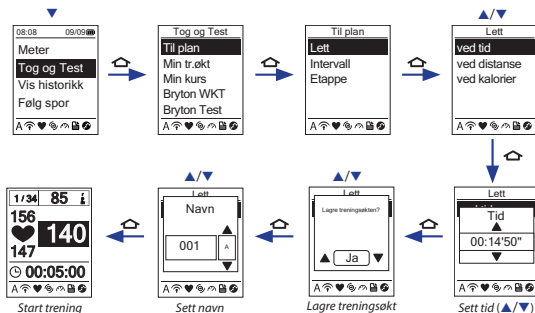 08:08 09/09
Meter
Tog og Test
Vis historikk
Følg spor
Tog og Test
Til plan
Min tr.økt
Min kurs
Bryton WKT
Bryton Test
Til plan
Lett
Intervall
Etappe
Lett
ved tid
ved distanse
ved kalorier
1/34 85
156
140
147
00:05:00
Start trening
Lett
Navn
001 A
Sett navn
Lett
Lagre treningsøkten?
Ja
Lagre treningsøkt
Lett
Tid
00:14'50"
Sett tid (▲/▼)